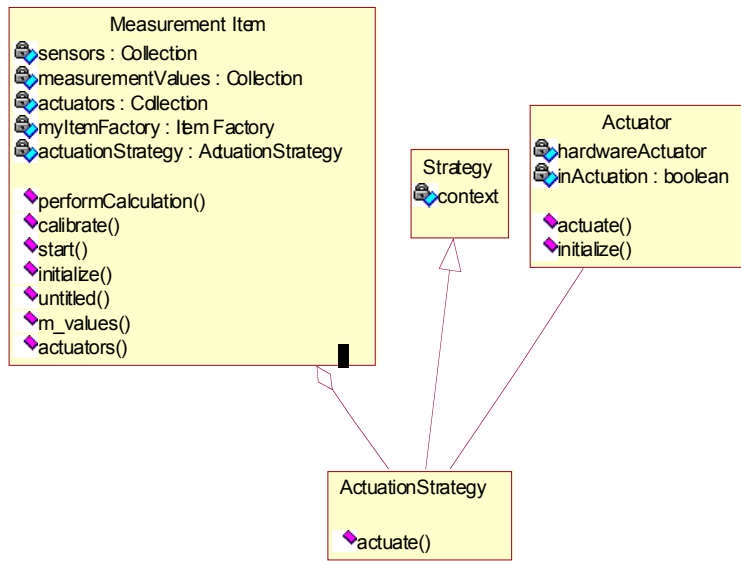 Measurement Item
sensors : Collection
measurementValues : Collection
actuators : Collection
myItemFactory : Item Factory
actuationStrategy : ActuationStrategy
performCalculation()
calibrate()
start()
initialize()
untitled()
m_values()
actuators()
Strategy
context
Actuator
hardwareActuator
inActuation : boolean
actuate()
initialize()
ActuationStrategy
actuate()